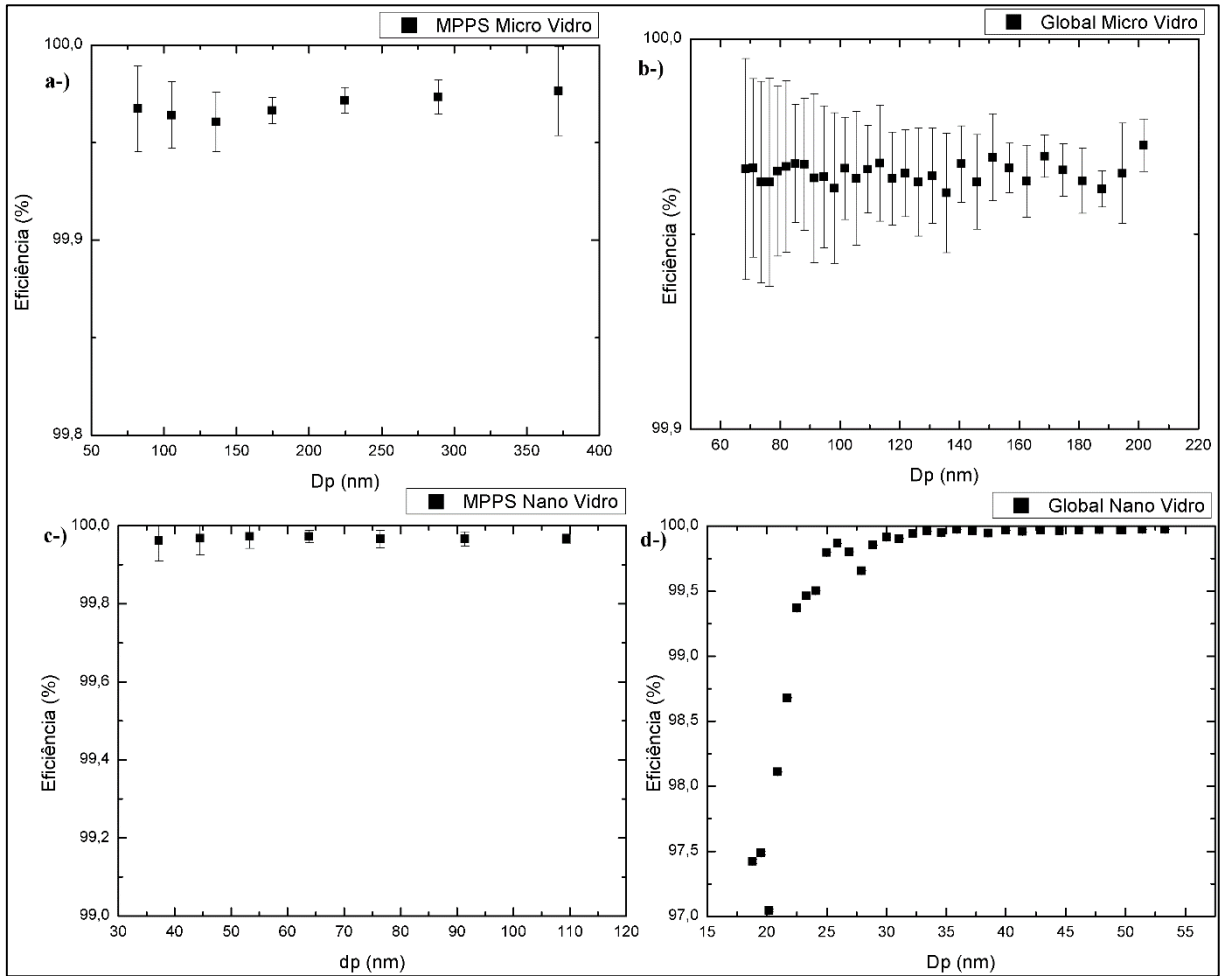 MPPS Micro Vidro
a-)
100,0
99,9
99,8
Eficiência (%)
50 100 150 200 250 300 350 400
Dp (nm)
Global Micro Vidro
b-)
100,0
99,9
Eficiência (%)
60 80 100 120 140 160 180 200 220
Dp (nm)
MPPS Nano Vidro
c-)
100,0
99,8
99,6
99,4
99,2
99,0
Eficiência (%)
30 40 50 60 70 80 90 100 110 120
dp (nm)
Global Nano Vidro
d-)
100,0
99,5
99,0
98,5
98,0
97,5
97,0
Eficiência (%)
15 20 25 30 35 40 45 50 55
Dp (nm)